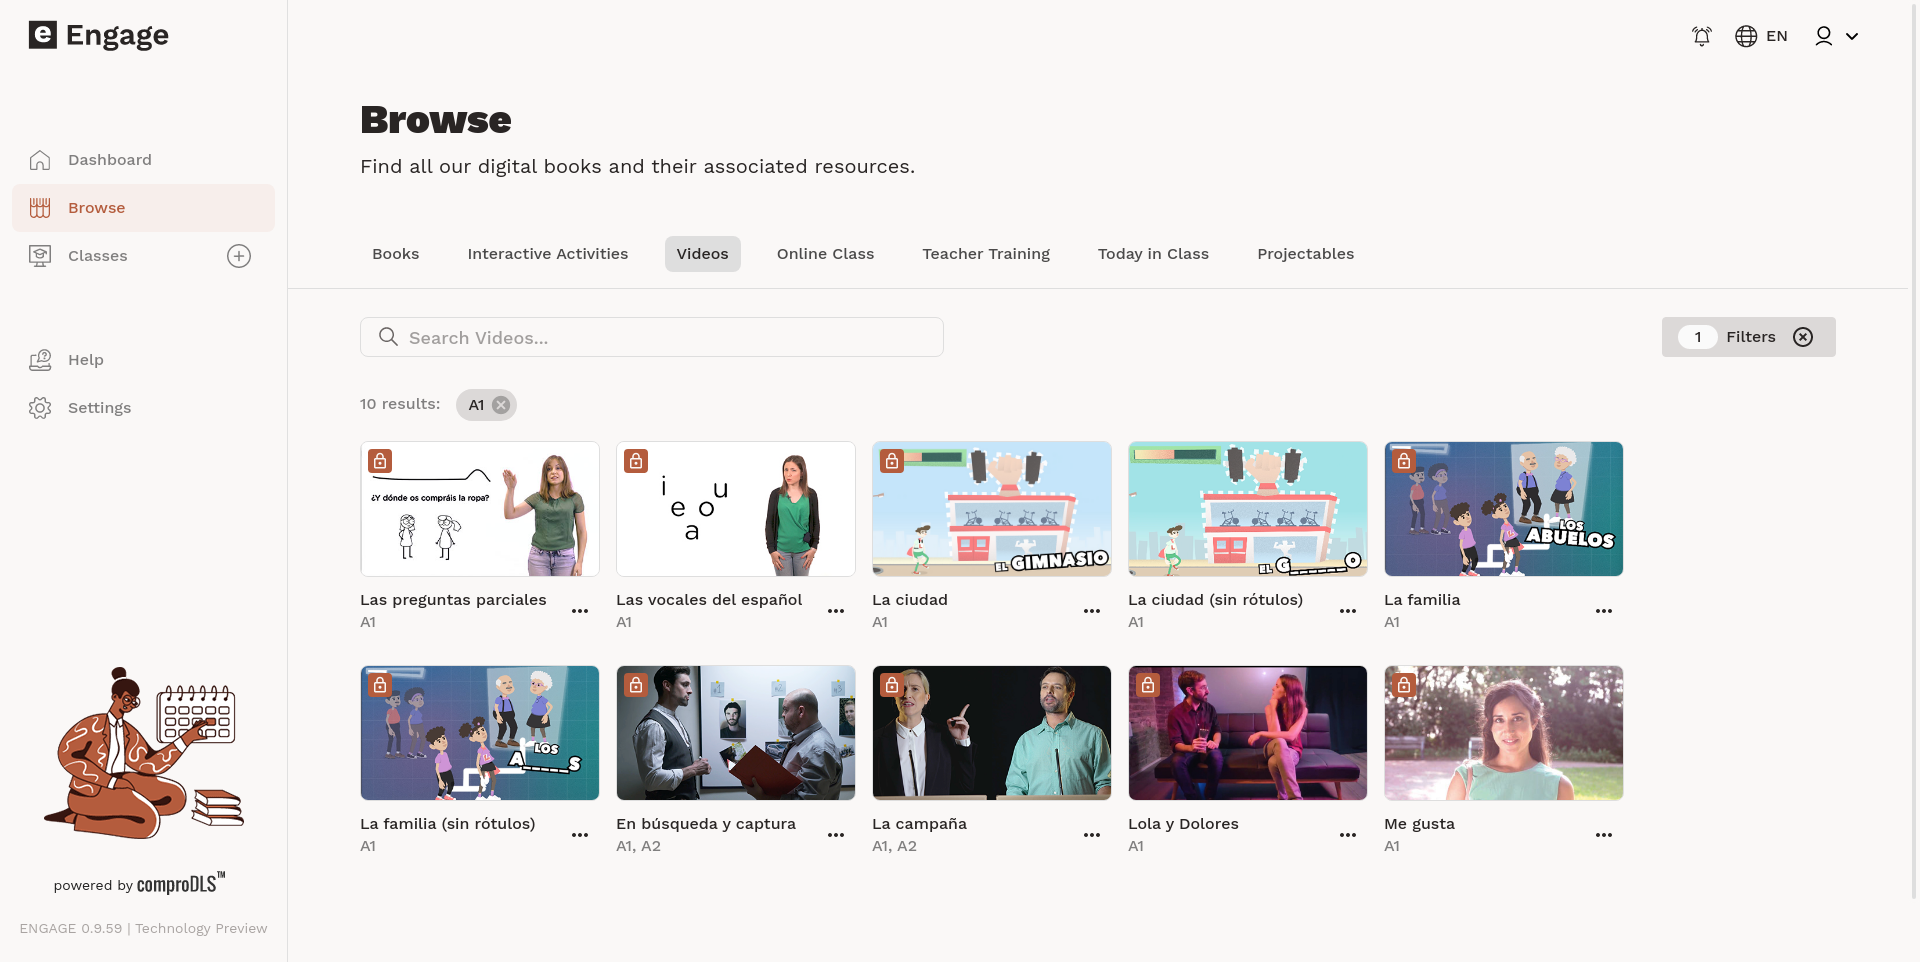 e Engage
EN
Dashboard
Browse
Classes
Help
Settings
powered by comproDLS™
ENGAGE 0.9.59 | Technology Preview
Browse
Find all our digital books and their associated resources.
Books
Interactive Activities
Videos
Online Class
Teacher Training
Today in Class
Projectables
Search Videos...
1 Filters
10 results: A1
¿Y dónde os compráis la ropa?
Las preguntas parciales
A1
i
u
e o
a
Las vocales del español
A1
EL GIMNASIO
La ciudad
A1
EL G_____O
La ciudad (sin rótulos)
A1
LOS
ABUELOS
La familia
A1
LOS
A_____S
La familia (sin rótulos)
A1
#1
#2
#3
En búsqueda y captura
A1, A2
La campaña
A1, A2
Lola y Dolores
A1
Me gusta
A1